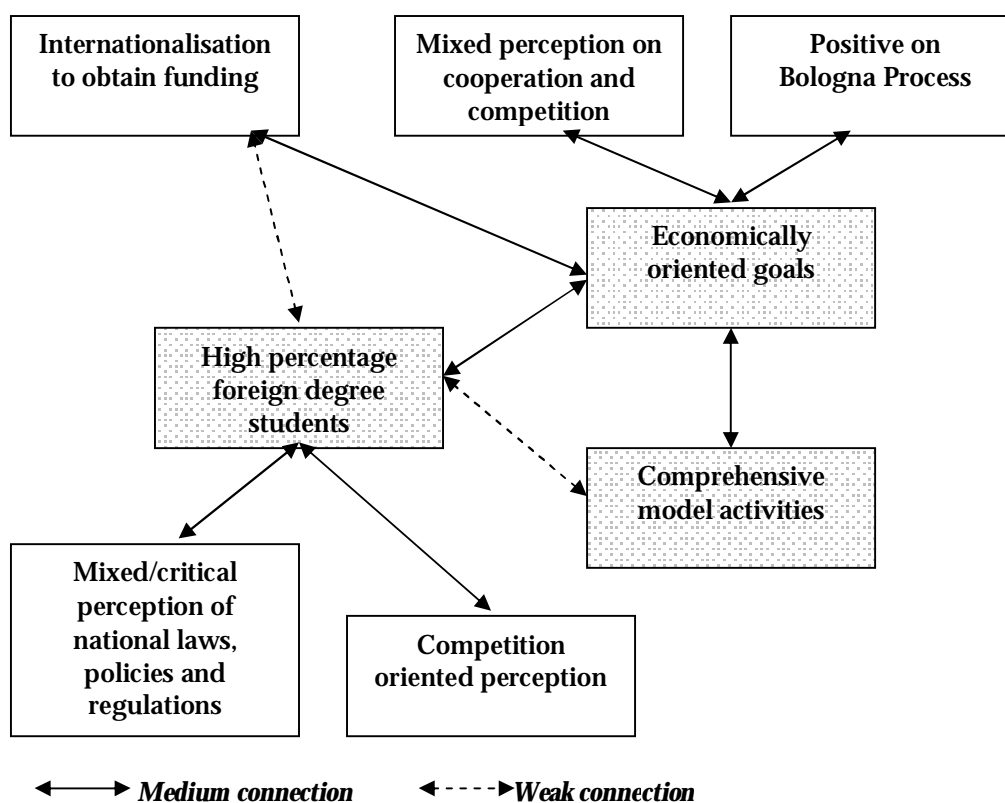 Internationalisation
to obtain funding
Mixed perception on
cooperation and
competition
Positive on
Bologna Process
Economically
oriented goals
High percentage
foreign degree
students
Comprehensive
model activities
Mixed/critical
perception of
national laws,
policies and
regulations
Competition
oriented perception
Medium connection
Weak connection